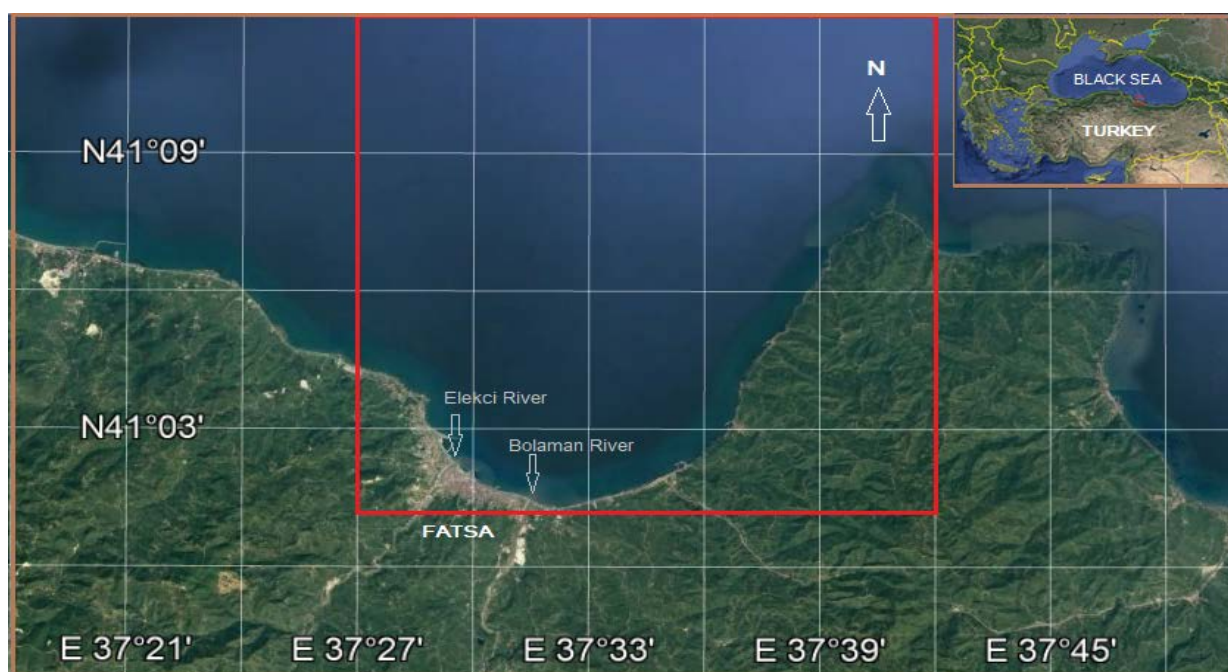 N
BLACK SEA
TURKEY
N41°09'
Elekci River
N41°03'
Bolaman River
FATSA
E 37°21'
E 37°27'
E 37°33'
E 37°39'
E 37°45'